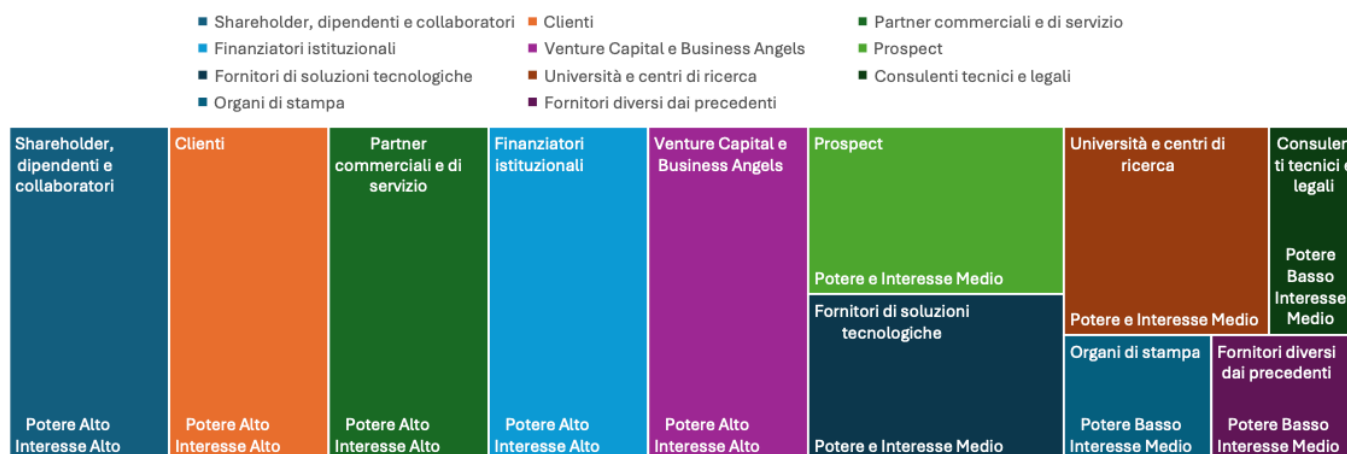 Shareholder, dipendenti e collaboratori
Clienti
Partner commerciali e di servizio
Finanziatori istituzionali
Venture Capital e Business Angels
Prospect
Fornitori di soluzioni tecnologiche
Università e centri di ricerca
Consulenti tecnici e legali
Organi di stampa
Fornitori diversi dai precedenti
Shareholder,
dipendenti e
collaboratori
Potere Alto
Interesse Alto
Clienti
Potere Alto
Interesse Alto
Partner
commerciali e di
servizio
Potere Alto
Interesse Alto
Finanziatori
istituzionali
Potere Alto
Interesse Alto
Venture Capital e
Business Angels
Potere Alto
Interesse Alto
Prospect
Potere e Interesse Medio
Fornitori di soluzioni
tecnologiche
Potere e Interesse Medio
Università e centri di
ricerca
Potere e Interesse Medio
Consulen
ti tecnici e
legali
Potere
Basso
Interesse
Medio
Organi di stampa
Potere Basso
Interesse Medio
Fornitori diversi
dai precedenti
Potere Basso
Interesse Medio